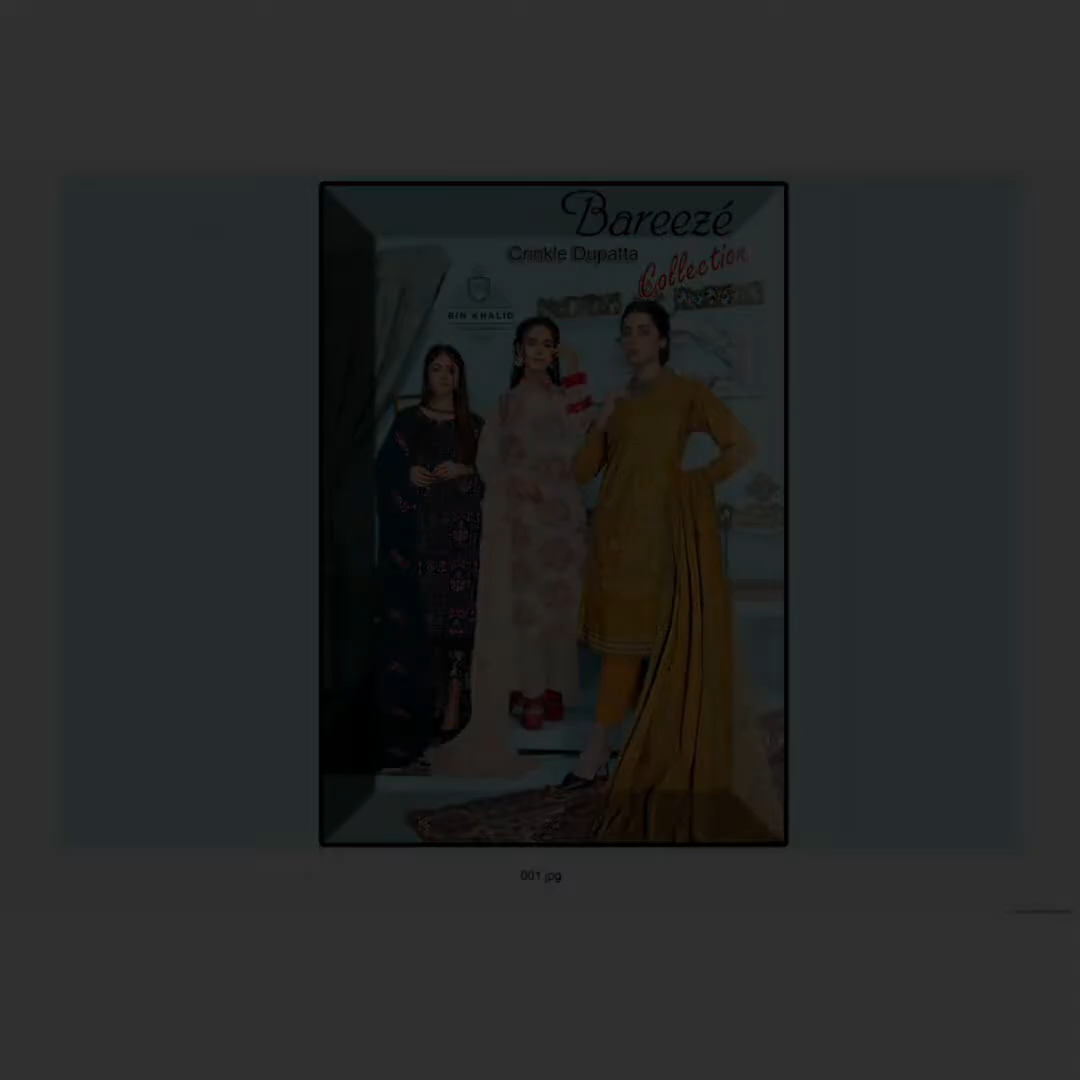 Bareezé
Crinkle Dupatta
Collection
BIN KHALID
001.jpg